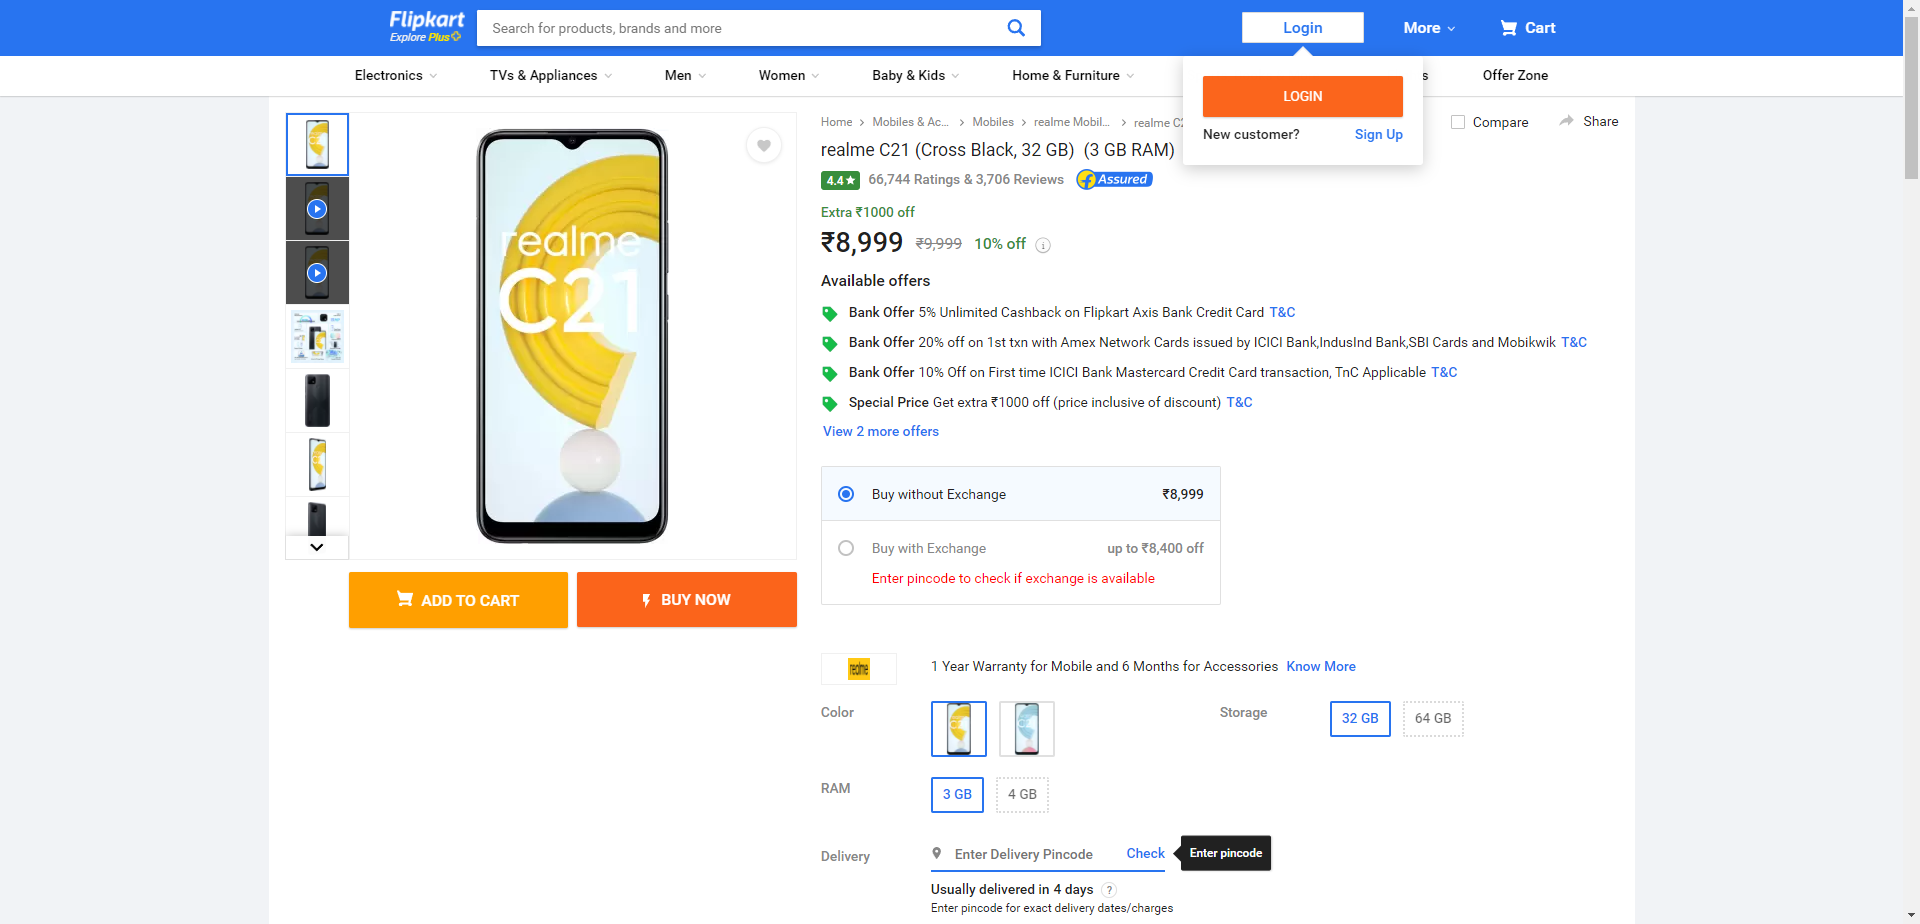 Flipkart
Explore Plus
Search for products, brands and more
Login
More
Cart
Electronics
TVs & Appliances
Men
Women
Baby & Kids
Home & Furniture
s
Offer Zone
LOGIN
New customer?
Sign Up
Home
Mobiles & Ac...
Mobiles
realme Mobil...
realme C2
Compare
Share
realme C21 (Cross Black, 32 GB) (3 GB RAM)
4.4★
66,744 Ratings & 3,706 Reviews
Assured
Extra ₹1000 off
₹8,999 ₹9,999 10% off
Available offers
Bank Offer 5% Unlimited Cashback on Flipkart Axis Bank Credit Card T&C
Bank Offer 20% off on 1st txn with Amex Network Cards issued by ICICI Bank,IndusInd Bank,SBI Cards and Mobikwik T&C
Bank Offer 10% Off on First time ICICI Bank Mastercard Credit Card transaction, TnC Applicable T&C
Special Price Get extra ₹1000 off (price inclusive of discount) T&C
View 2 more offers
realme
C21
Buy without Exchange ₹8,999
Buy with Exchange up to ₹8,400 off
Enter pincode to check if exchange is available
ADD TO CART
BUY NOW
realme
1 Year Warranty for Mobile and 6 Months for Accessories Know More
Color
Storage
32 GB
64 GB
RAM
3 GB
4 GB
Delivery
Enter Delivery Pincode
Check
Enter pincode
Usually delivered in 4 days ?
Enter pincode for exact delivery dates/charges